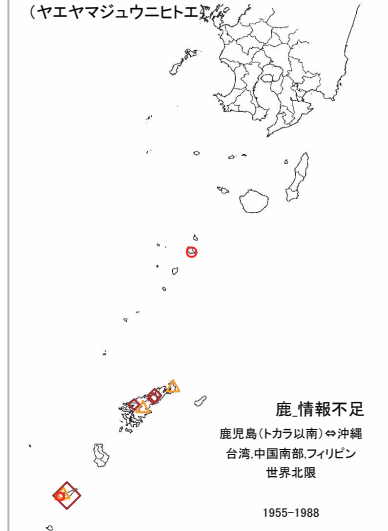 (ヤエヤマジュウニヒトエ
鹿_情報不足
鹿児島(トカラ以南)⇔沖縄
台湾,中国南部,フィリピン
世界北限
1955-1988